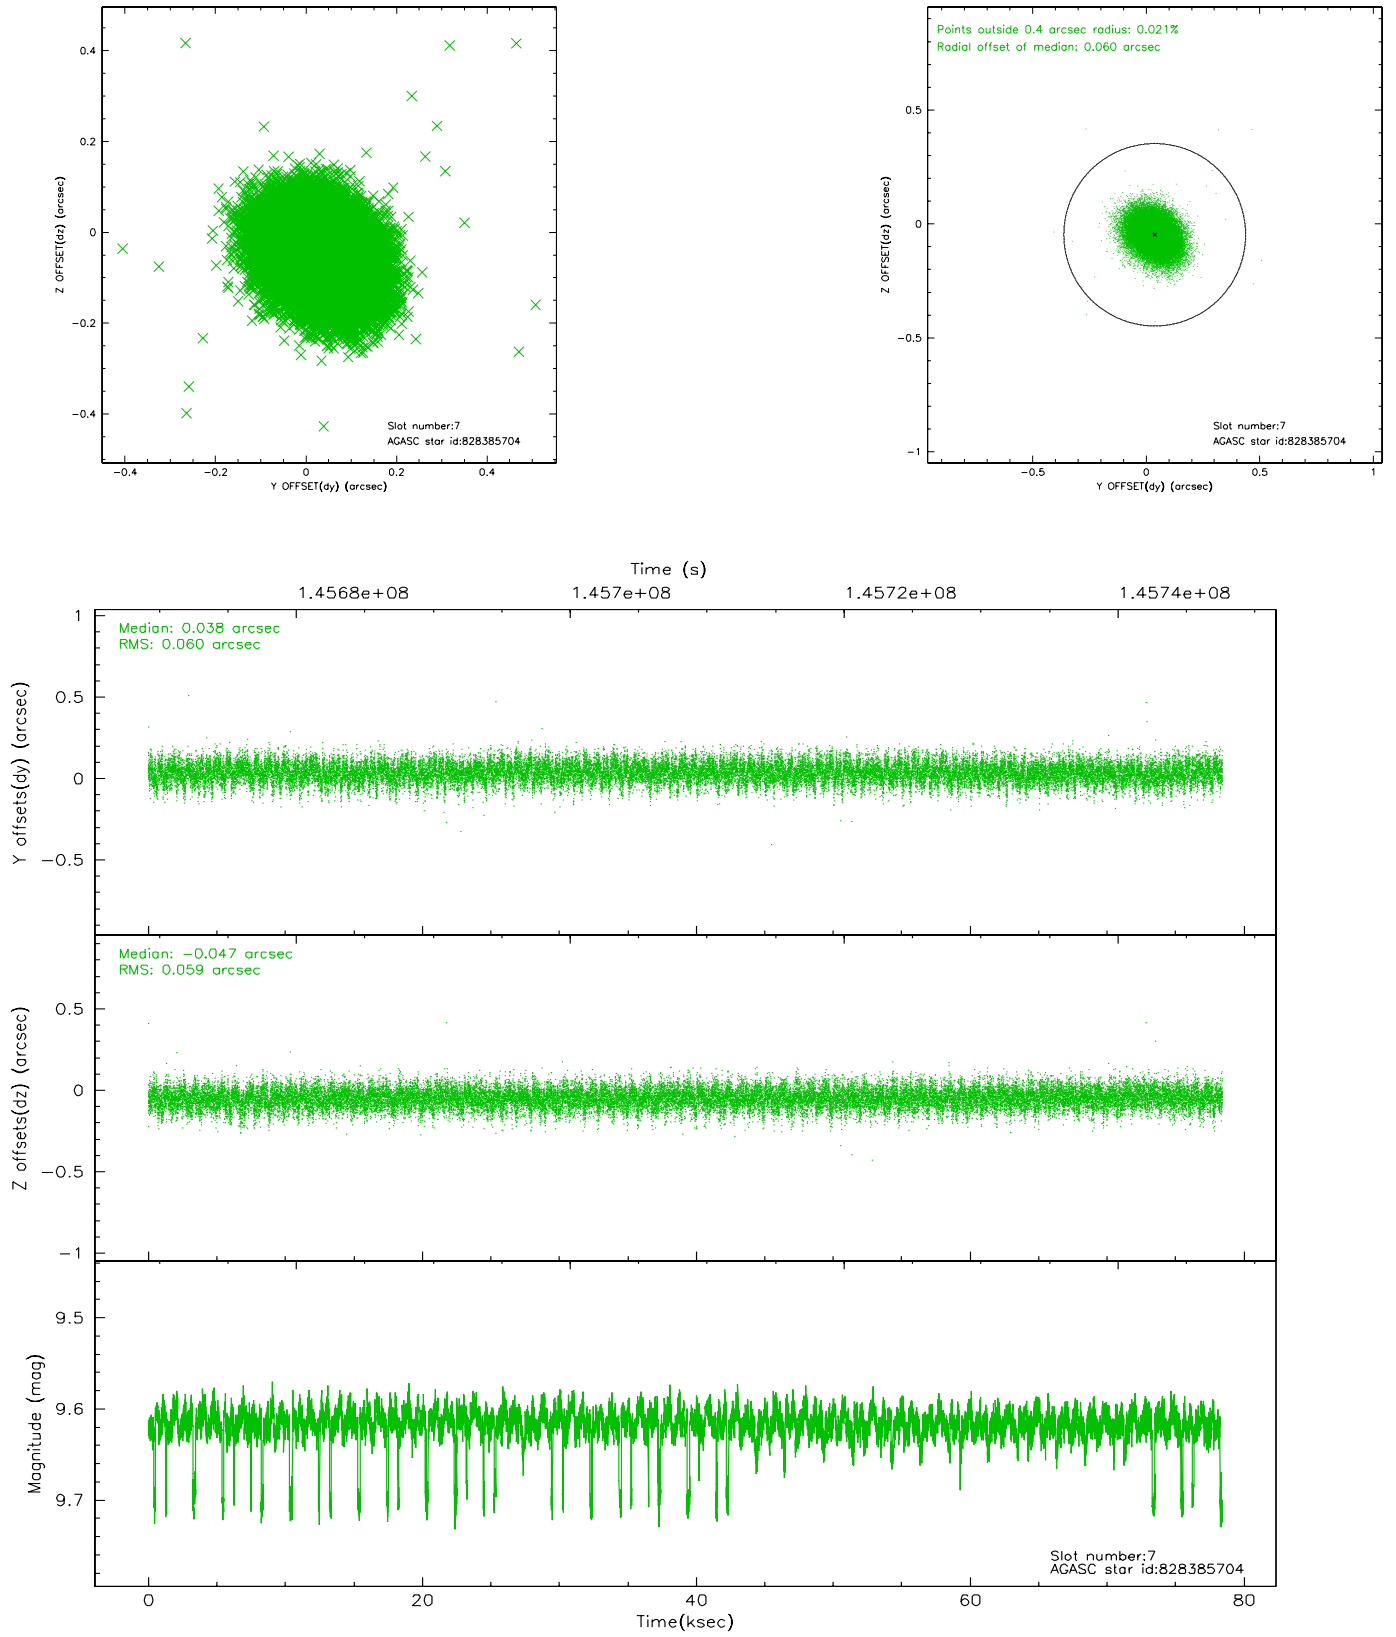 Z OFFSET(dz) (arcsec)
0.4
0.2
0
−0.2
−0.4
−0.4
−0.2
0
0.2
0.4
Y OFFSET(dy) (arcsec)
Slot number:7
AGASC star id:828385704
Points outside 0.4 arcsec radius: 0.021%
Radial offset of median: 0.060 arcsec
Z OFFSET(dz) (arcsec)
0.5
0
−0.5
−1
−0.5
0
0.5
1
Y OFFSET(dy) (arcsec)
Slot number:7
AGASC star id:828385704
Time (s)
1.4568e+08
1.457e+08
1.4572e+08
1.4574e+08
Y offsets(dy) (arcsec)
1
0.5
0
−0.5
Median: 0.038 arcsec
RMS: 0.060 arcsec
Z offsets(dz) (arcsec)
0.5
0
−0.5
−1
Median: −0.047 arcsec
RMS: 0.059 arcsec
Magnitude (mag)
9.5
9.6
9.7
Slot number:7
AGASC star id:828385704
0
20
40
60
80
Time(ksec)